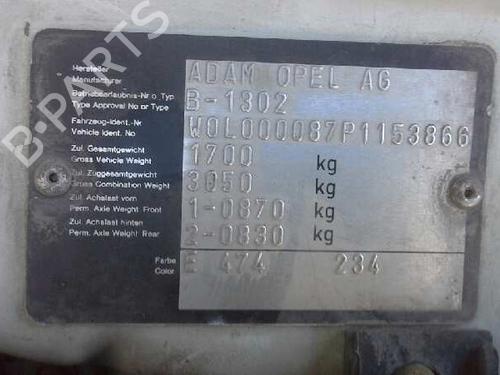 Hersteller
Manufacturer
ADAM OPEL AG
Betriebserlaubnis-Nr o. Typ
Type Approval No or Type
B-1302
Fahrzeug-Ident.-Nr
Vehicle Ident. No
W0L000087P1153866
Zul. Gesamtgewicht
Gross Vehicle Weight
1700 kg
Zul. Zuggesamtgewicht
Gross Combination Weight
3050 kg
Zul. Achslast vorn
Perm. Axle Weight Front
1-0870 kg
Zul. Achslast hinten
Perm. Axle Weight Rear
2-0830 kg
Farbe
Color
E 474 234
B-PARTS